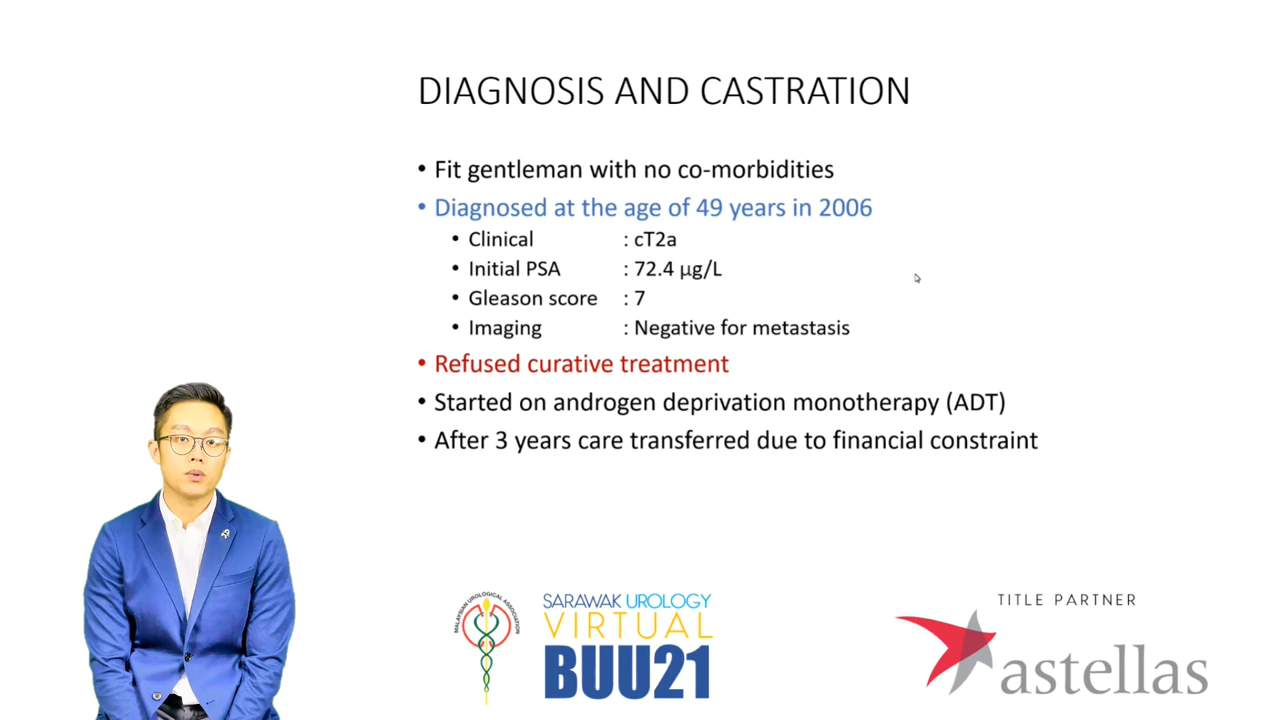 DIAGNOSIS AND CASTRATION
• Fit gentleman with no co-morbidities
• Diagnosed at the age of 49 years in 2006
• Clinical : cT2a
• Initial PSA : 72.4 µg/L
• Gleason score : 7
• Imaging : Negative for metastasis
• Refused curative treatment
• Started on androgen deprivation monotherapy (ADT)
• After 3 years care transferred due to financial constraint
MALAYSIAN UROLOGICAL ASSOCIATION
SARAWAK UROLOGY
VIRTUAL
BUU21
TITLE PARTNER
astellas